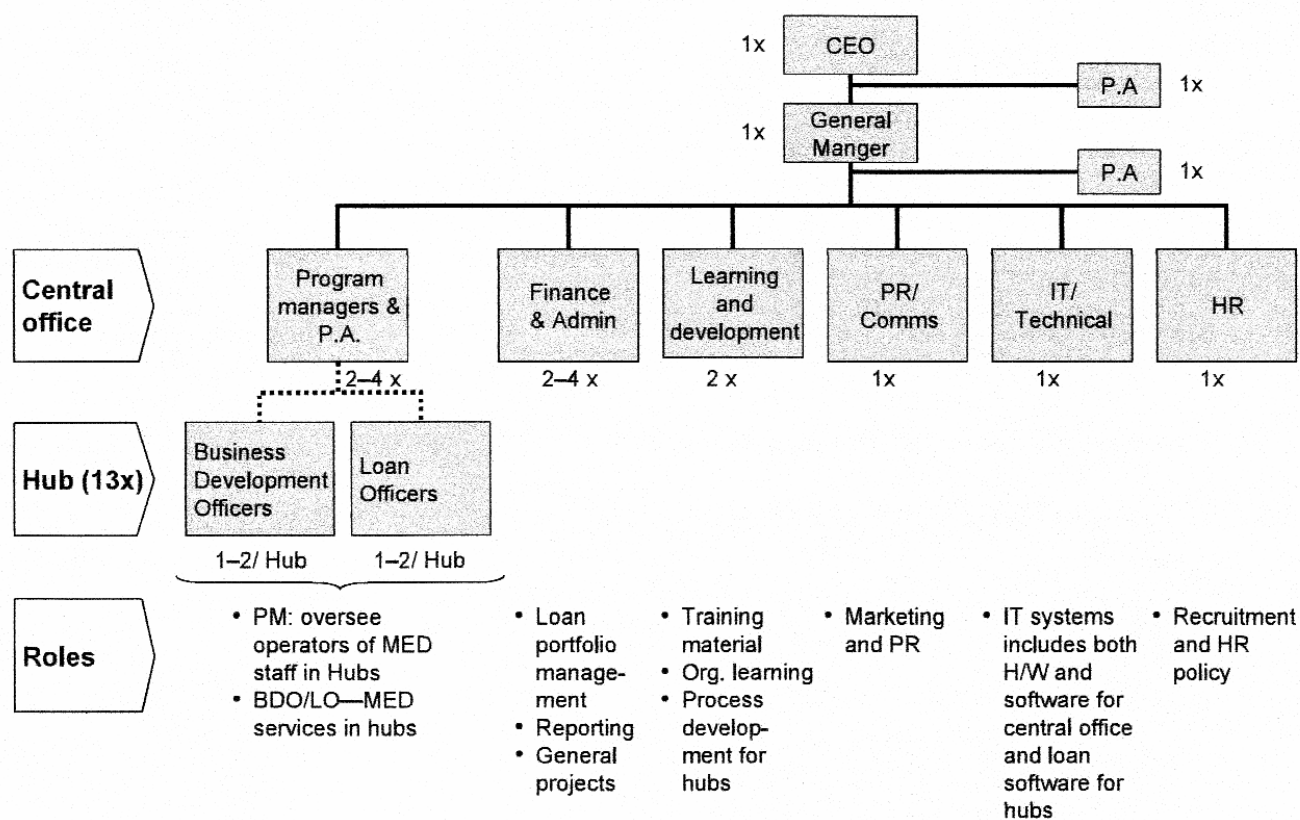 1x
CEO
P.A
1x
1x
General
Manger
P.A
1x
Central
office
Program
managers &
P.A.
2–4 x
Finance
& Admin
2–4 x
Learning
and
development
2 x
PR/
Comms
1x
IT/
Technical
1x
HR
1x
Hub (13x)
Business
Development
Officers
1–2/ Hub
Loan
Officers
1–2/ Hub
Roles
• PM: oversee
operators of MED
staff in Hubs
• BDO/LO—MED
services in hubs
• Loan
portfolio
manage-
ment
• Reporting
• General
projects
• Training
material
• Org. learning
• Process
develop-
ment for
hubs
• Marketing
and PR
• IT systems
includes both
H/W and
software for
central office
and loan
software for
hubs
• Recruitment
and HR
policy